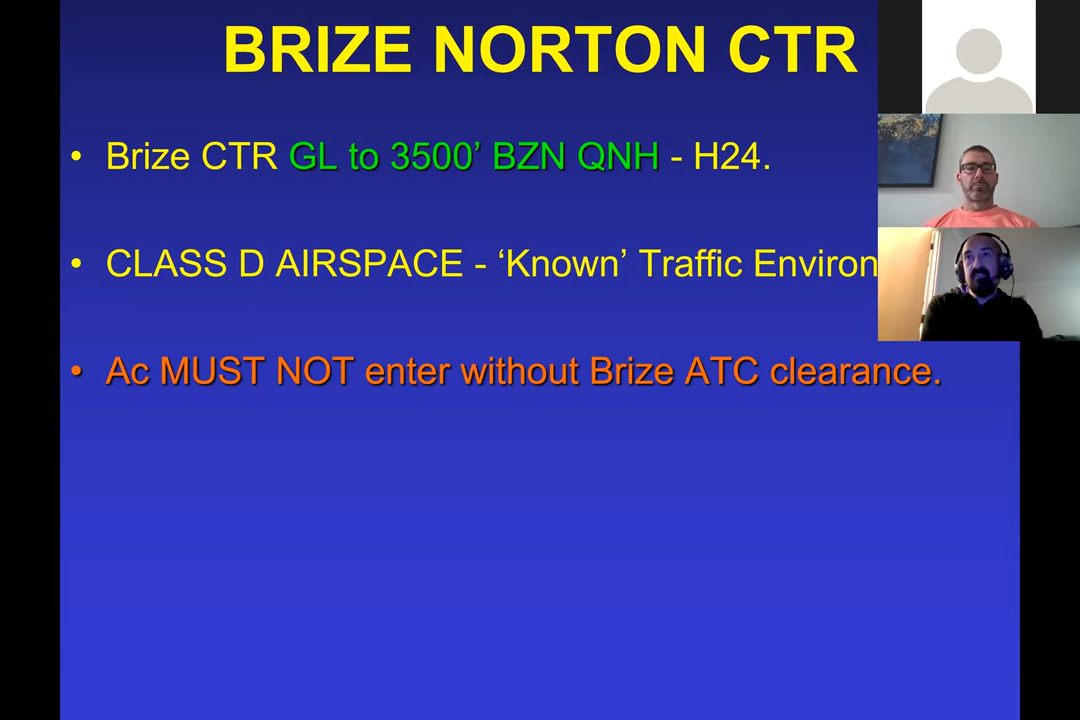 BRIZE NORTON CTR
• Brize CTR GL to 3500’ BZN QNH - H24.
• CLASS D AIRSPACE - ‘Known’ Traffic Environ
• Ac MUST NOT enter without Brize ATC clearance.